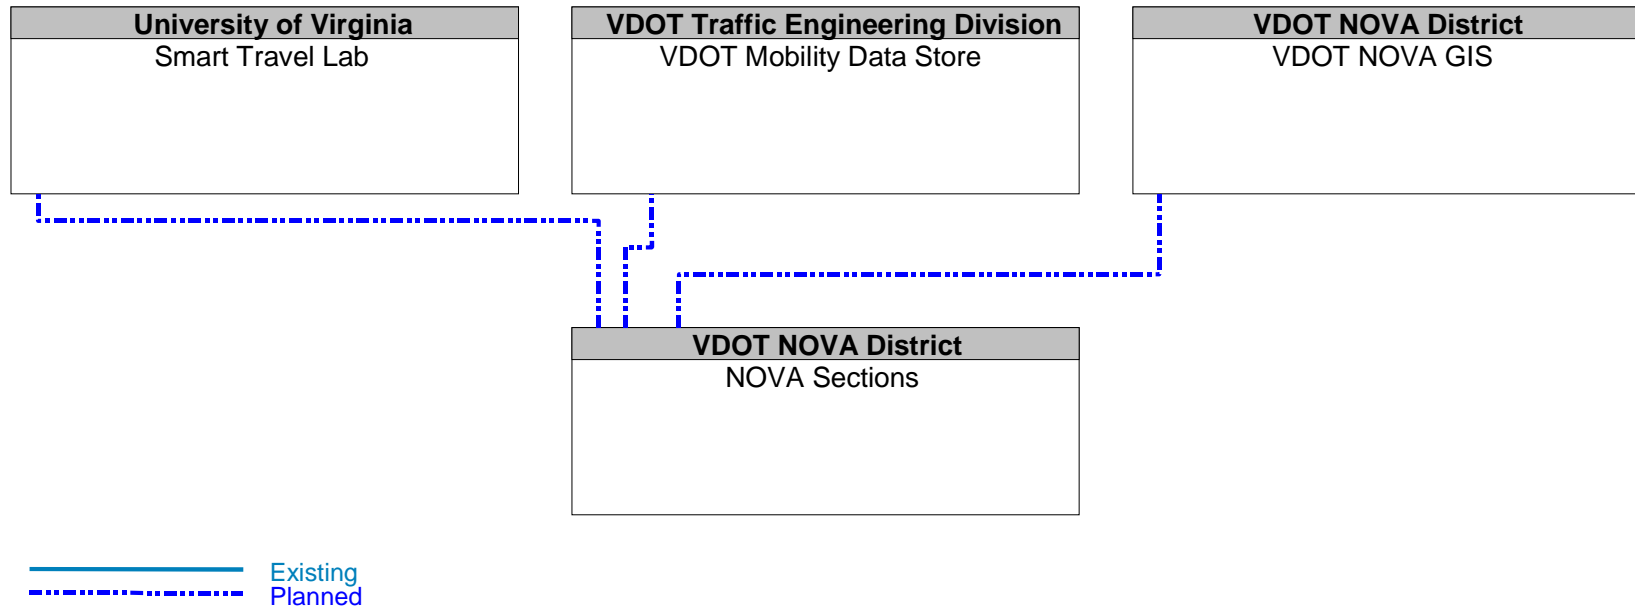 University of Virginia
Smart Travel Lab
VDOT Traffic Engineering Division
VDOT Mobility Data Store
VDOT NOVA District
VDOT NOVA GIS
VDOT NOVA District
NOVA Sections
Existing
Planned